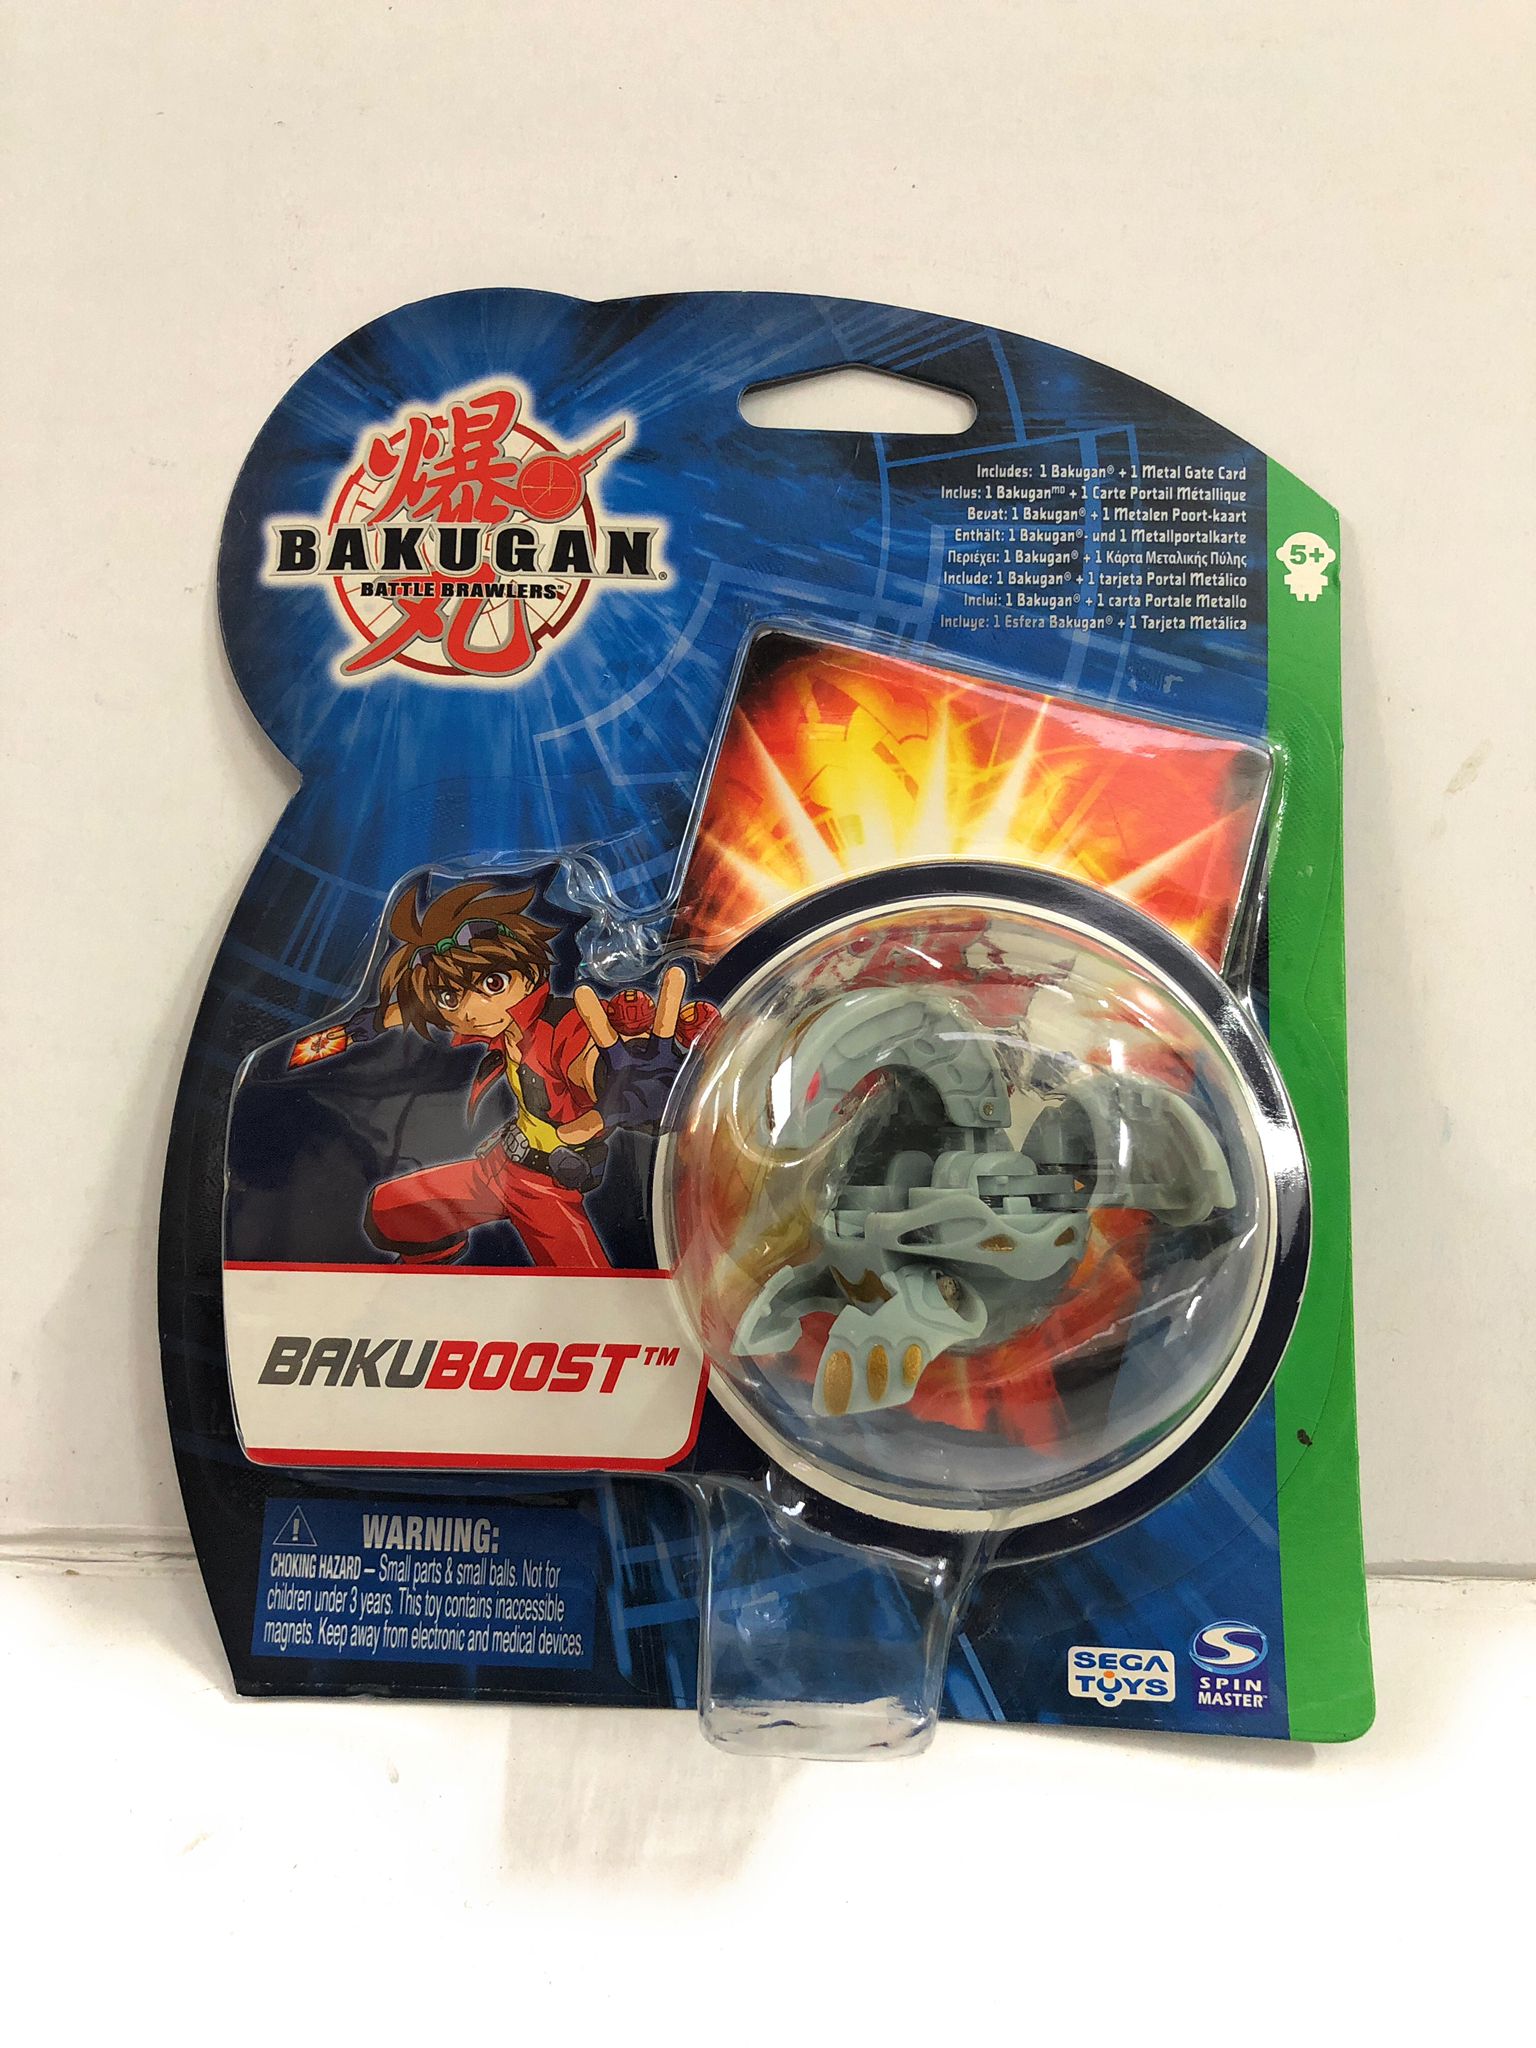 爆
BAKUGAN®
BATTLE BRAWLERS™
丸
Includes: 1 Bakugan® + 1 Metal Gate Card
Inclus: 1 Bakuganᴹᴰ + 1 Carte Portail Métallique
Bevat: 1 Bakugan® + 1 Metalen Poort-kaart
Enthält: 1 Bakugan®- und 1 Metallportalkarte
Περιέχει: 1 Bakugan® + 1 Κάρτα Μεταλικής Πύλης
Include: 1 Bakugan® + 1 tarjeta Portal Metálico
Inclui: 1 Bakugan® + 1 carta Portale Metallo
Incluye: 1 Esfera Bakugan® + 1 Tarjeta Metálica
5+
BAKUBOOST™
WARNING:
CHOKING HAZARD – Small parts & small balls. Not for
children under 3 years. This toy contains inaccessible
magnets. Keep away from electronic and medical devices.
SEGA
TOYS
SPIN
MASTER™